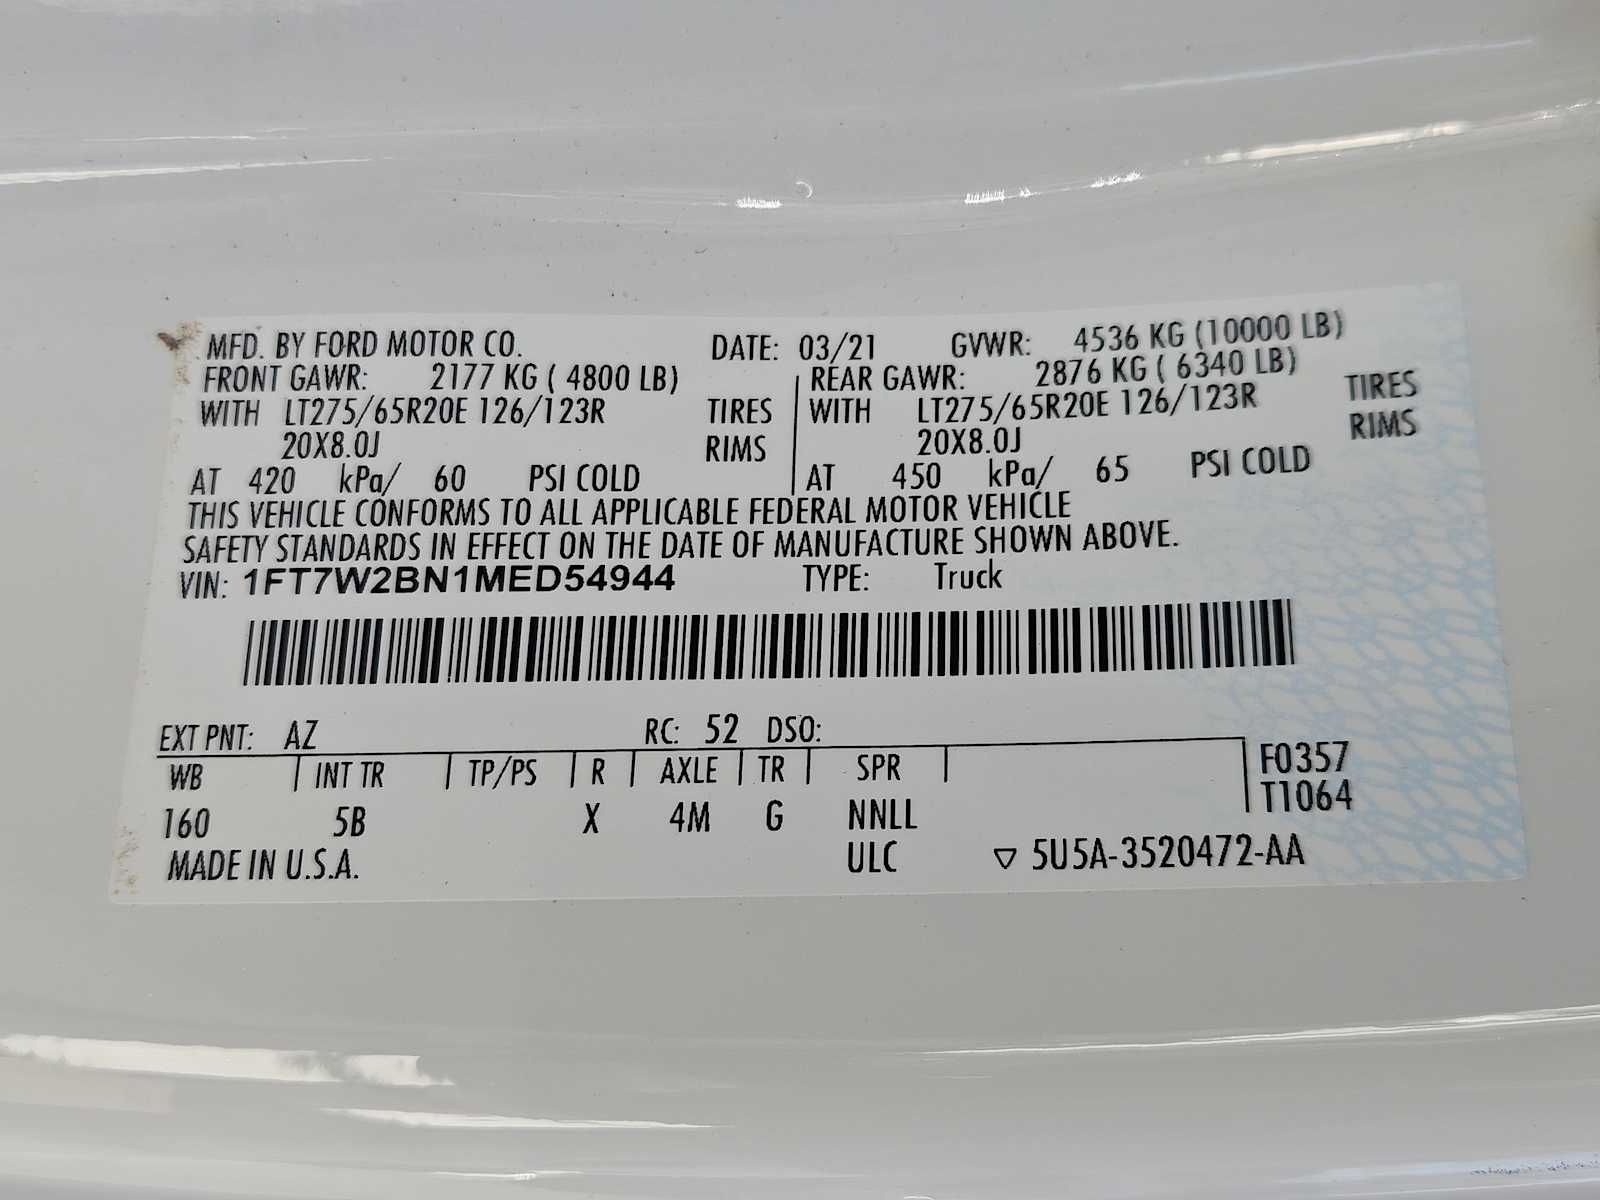 MFD. BY FORD MOTOR CO. DATE: 03/21 GVWR: 4536 KG (10000 LB)
FRONT GAWR: 2177 KG ( 4800 LB) REAR GAWR: 2876 KG ( 6340 LB)
WITH LT275/65R20E 126/123R TIRES WITH LT275/65R20E 126/123R TIRES
20X8.0J RIMS 20X8.0J RIMS
AT 420 kPa/ 60 PSI COLD AT 450 kPa/ 65 PSI COLD
THIS VEHICLE CONFORMS TO ALL APPLICABLE FEDERAL MOTOR VEHICLE
SAFETY STANDARDS IN EFFECT ON THE DATE OF MANUFACTURE SHOWN ABOVE.
VIN: 1FT7W2BN1MED54944 TYPE: Truck
EXT PNT: AZ RC: 52 DSO:
WB INT TR TP/PS R AXLE TR SPR F0357
T1064
160 5B X 4M G NNLL
MADE IN U.S.A. ULC ▽ 5U5A-3520472-AA